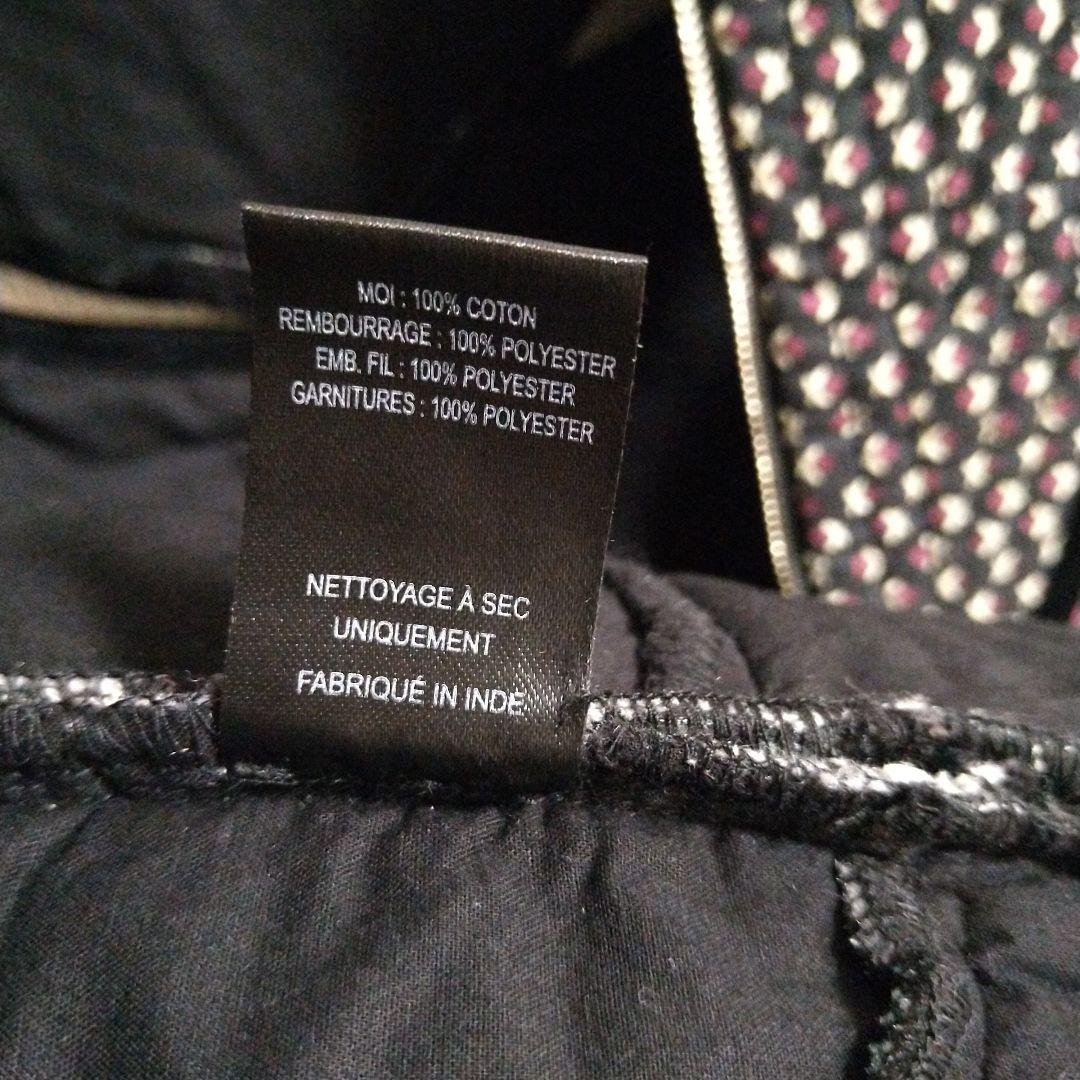 MOI : 100% COTON
REMBOURRAGE : 100% POLYESTER
EMB. FIL : 100% POLYESTER
GARNITURES : 100% POLYESTER
NETTOYAGE À SEC
UNIQUEMENT
FABRIQUÉ IN INDE